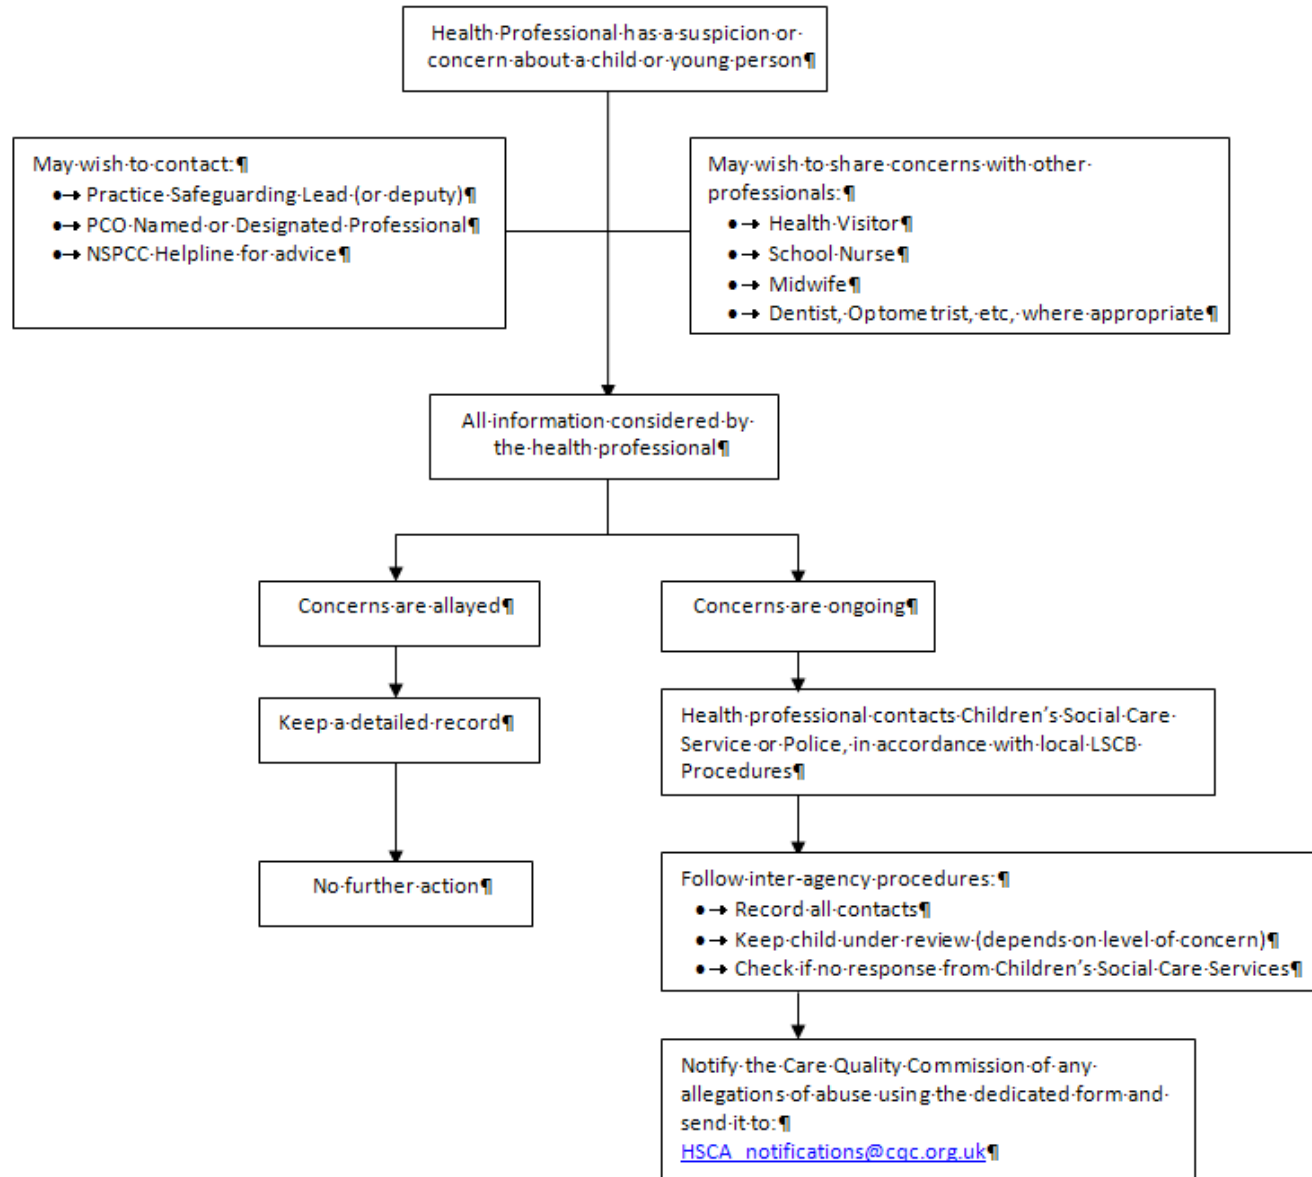 Health Professional has a suspicion or
concern about a child or young person¶
May wish to contact:¶
●→ Practice Safeguarding Lead (or deputy)¶
●→ PCO Named or Designated Professional¶
●→ NSPCC Helpline for advice¶
May wish to share concerns with other
professionals:¶
●→ Health Visitor¶
●→ School Nurse¶
●→ Midwife¶
●→ Dentist, Optometrist, etc, where appropriate¶
All information considered by
the health professional¶
Concerns are allayed¶
Concerns are ongoing¶
Keep a detailed record¶
Health professional contacts Children’s Social Care
Service or Police, in accordance with local LSCB
Procedures¶
No further action¶
Follow inter-agency procedures:¶
●→ Record all contacts¶
●→ Keep child under review (depends on level of concern)¶
●→ Check if no response from Children’s Social Care Services¶
Notify the Care Quality Commission of any
allegations of abuse using the dedicated form and
send it to:¶
HSCA_notifications@cqc.org.uk¶